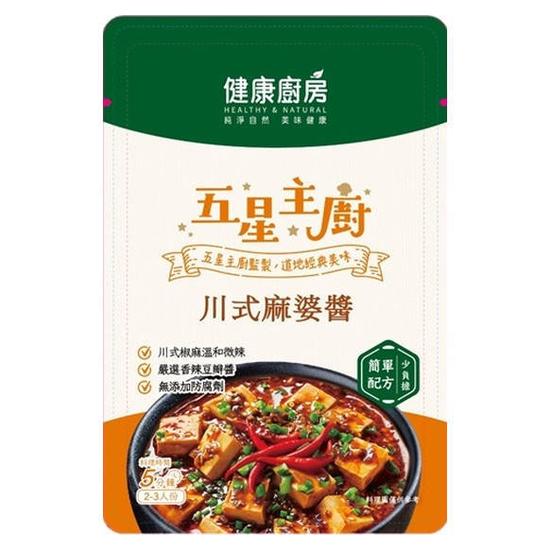 健康廚房
HEALTHY & NATURAL
純淨自然 美味健康
五星主廚
五星主廚監製，道地經典美味
川式麻婆醬
川式椒麻溫和微辣
嚴選香辣豆瓣醬
無添加防腐劑
簡單配方
少負擔
料理時間
5分鐘
2-3人份
料理圖僅供參考